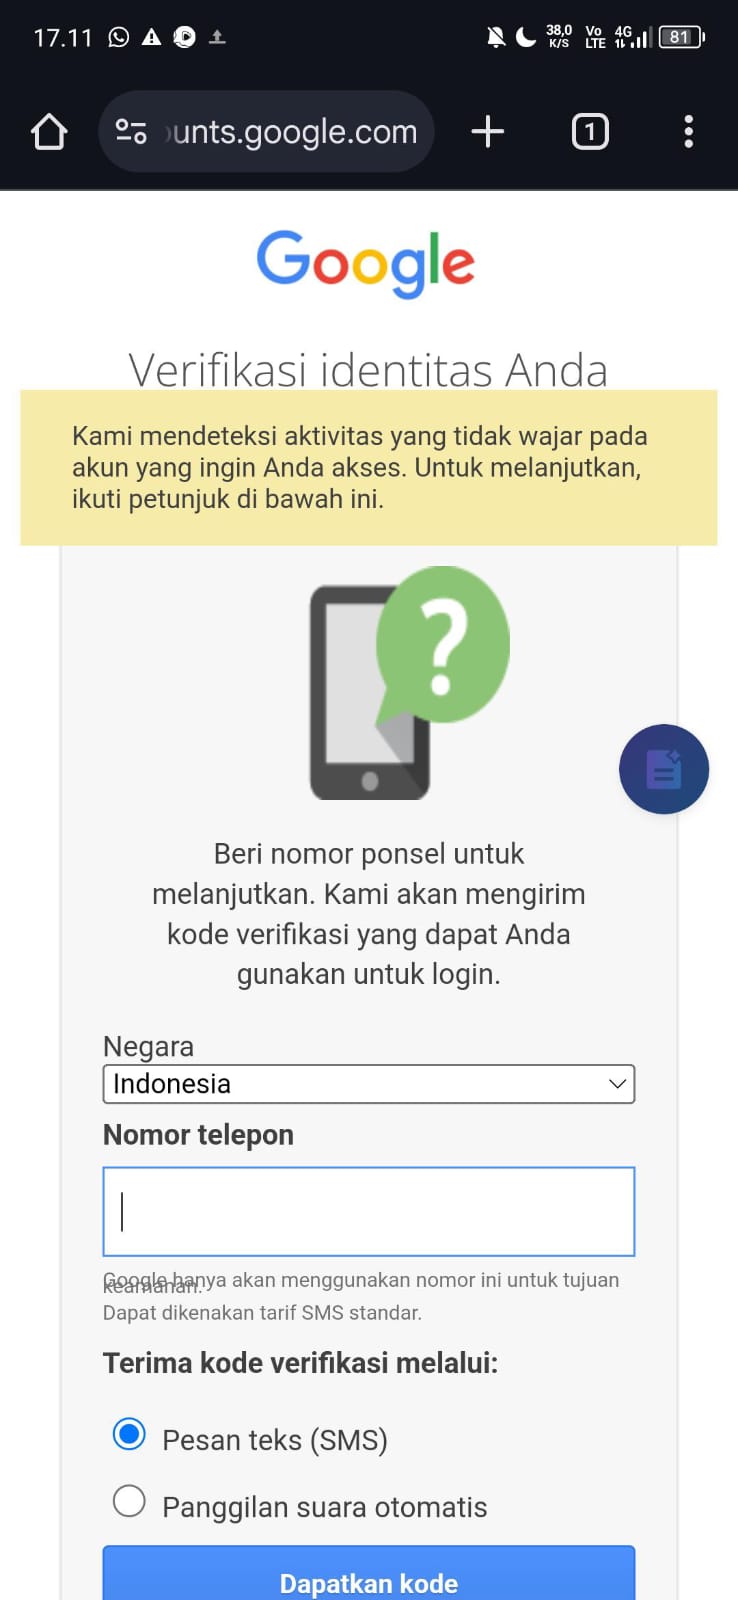 17.11
38,0
K/S
Vo
LTE
4G
81
unts.google.com
1
Google
Verifikasi identitas Anda
Kami mendeteksi aktivitas yang tidak wajar pada
akun yang ingin Anda akses. Untuk melanjutkan,
ikuti petunjuk di bawah ini.
?
Beri nomor ponsel untuk
melanjutkan. Kami akan mengirim
kode verifikasi yang dapat Anda
gunakan untuk login.
Negara
Indonesia
Nomor telepon
Google hanya akan menggunakan nomor ini untuk tujuan
keamanan.
Dapat dikenakan tarif SMS standar.
Terima kode verifikasi melalui:
Pesan teks (SMS)
Panggilan suara otomatis
Dapatkan kode